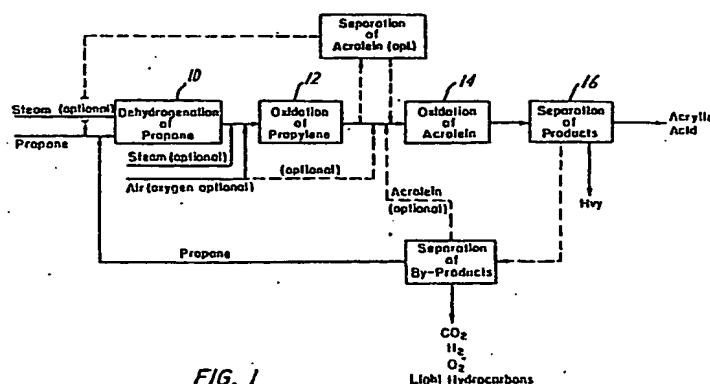 Separation
of
Acrolein (opt.)
10
12
14
16
Steam (optional)
Propane
Dehydrogenation
of
Propane
Oxidation
of
Propylene
Oxidation
of
Acrolein
Separation
of
Products
Acrylic
Acid
Steam (optional)
Air (oxygen optional)
(optional)
Acrolein
(optional)
Hvy
Propane
Separation
of
By-Products
CO₂
H₂
O₂
Light Hydrocarbons
FIG. 1